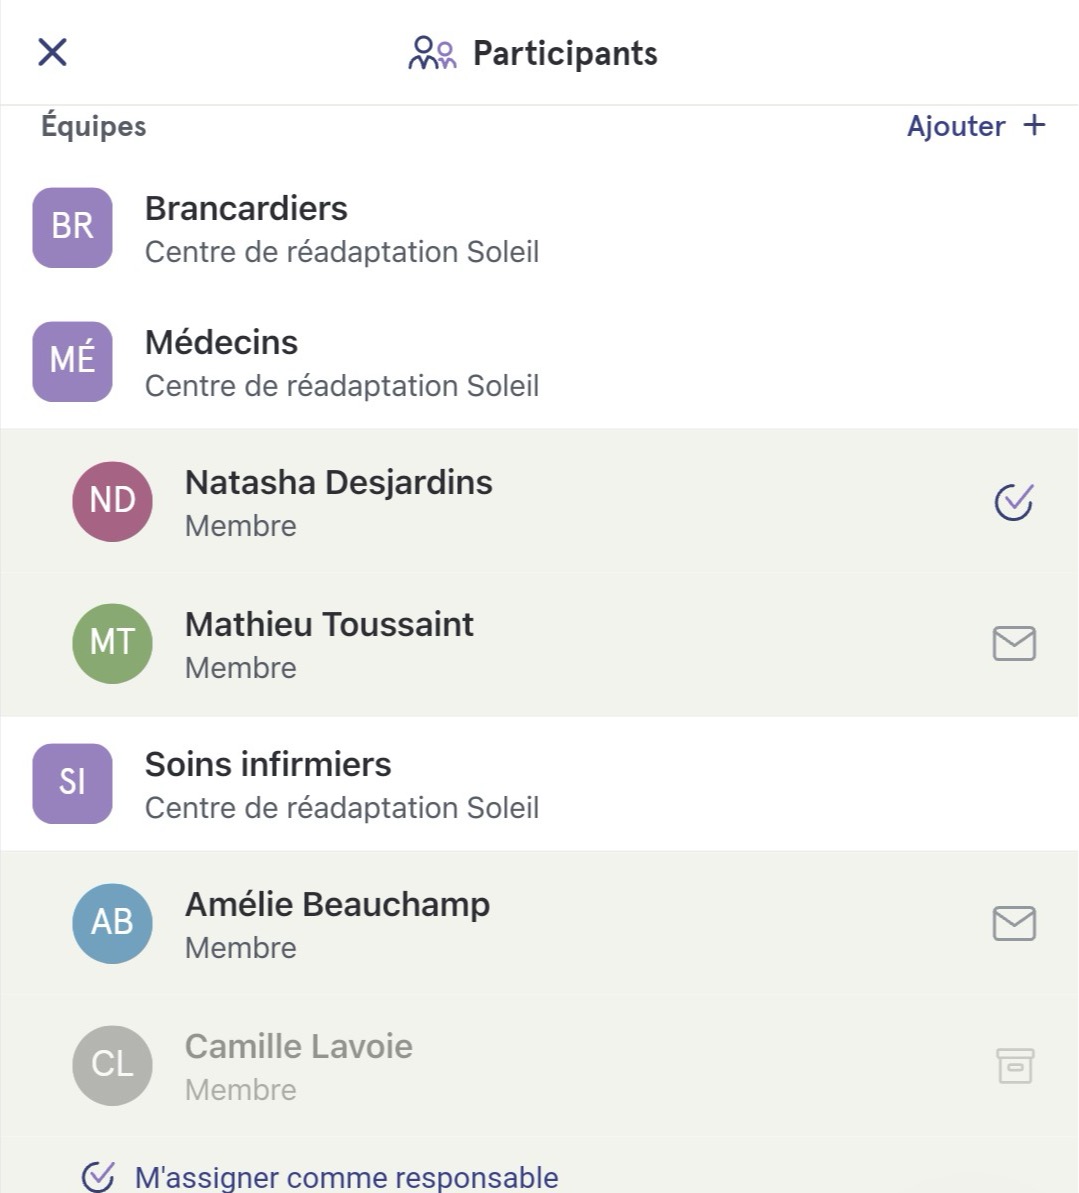 Participants
Équipes
Ajouter +
BR
Brancardiers
Centre de réadaptation Soleil
MÉ
Médecins
Centre de réadaptation Soleil
ND
Natasha Desjardins
Membre
MT
Mathieu Toussaint
Membre
SI
Soins infirmiers
Centre de réadaptation Soleil
AB
Amélie Beauchamp
Membre
CL
Camille Lavoie
Membre
M'assigner comme responsable